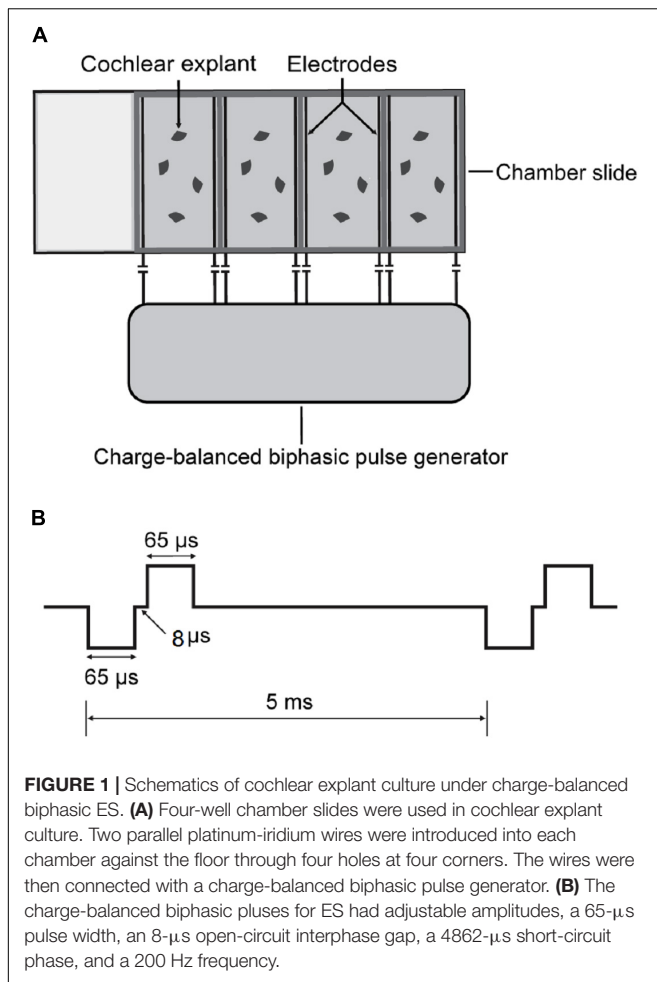 A
Cochlear explant
Electrodes
Chamber slide
Charge-balanced biphasic pulse generator
B
65 µs
8µs
65 µs
5 ms
FIGURE 1 | Schematics of cochlear explant culture under charge-balanced
biphasic ES. (A) Four-well chamber slides were used in cochlear explant
culture. Two parallel platinum-iridium wires were introduced into each
chamber against the floor through four holes at four corners. The wires were
then connected with a charge-balanced biphasic pulse generator. (B) The
charge-balanced biphasic pluses for ES had adjustable amplitudes, a 65-µs
pulse width, an 8-µs open-circuit interphase gap, a 4862-µs short-circuit
phase, and a 200 Hz frequency.